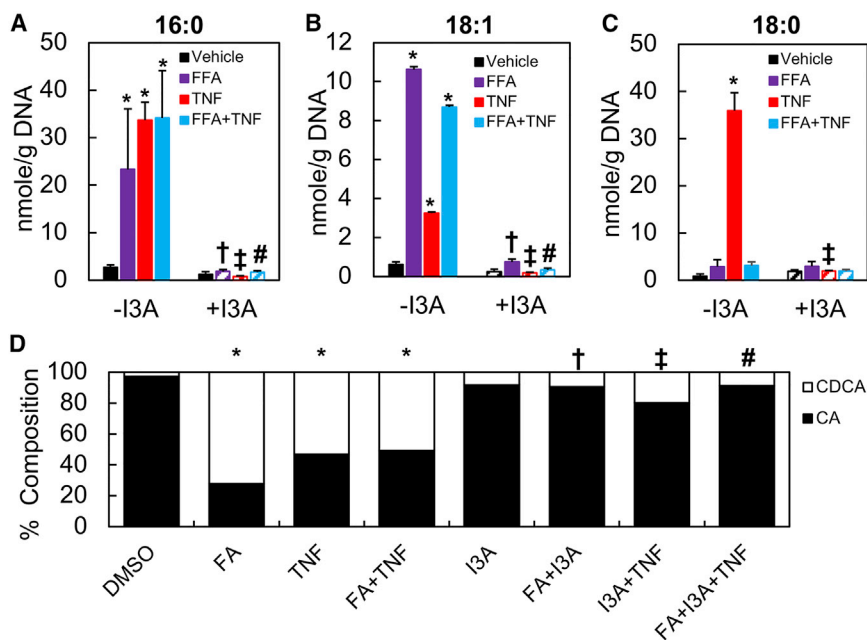 A
16:0
50
40
30
20
10
0
nmole/g DNA
Vehicle
FFA
TNF
FFA+TNF
* * *
† ‡ #
-I3A +I3A
B
18:1
12
10
8
6
4
2
0
nmole/g DNA
Vehicle
FFA
TNF
FFA+TNF
* * *
† ‡ #
-I3A +I3A
C
18:0
50
40
30
20
10
0
nmole/g DNA
Vehicle
FFA
TNF
FFA+TNF
*
‡
-I3A +I3A
D
100
80
60
40
20
0
% Composition
* * * † ‡ #
CDCA
CA
DMSO
FA
TNF
FA+TNF
I3A
FA+I3A
I3A+TNF
FA+I3A+TNF